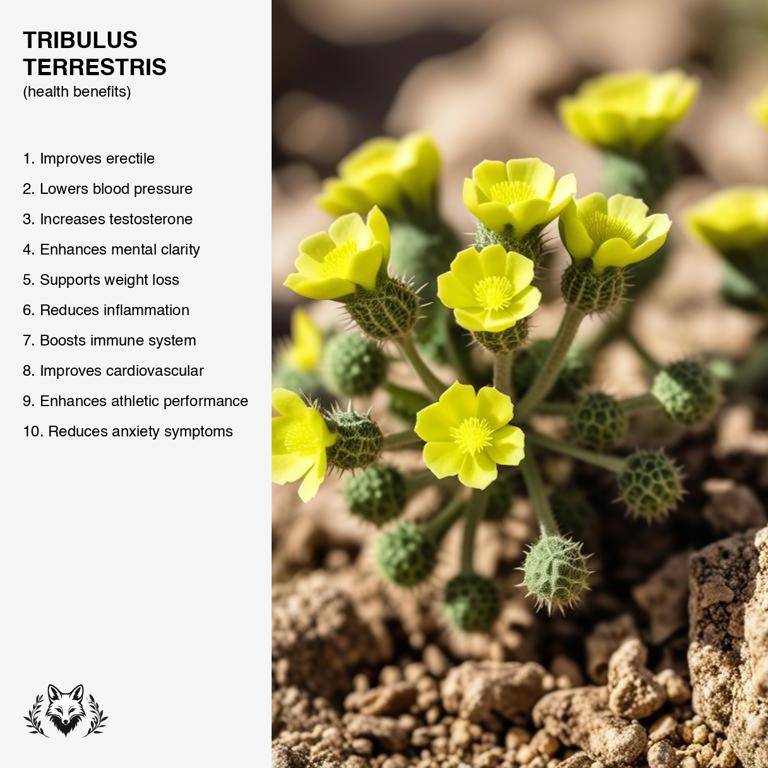 TRIBULUS
TERRESTRIS
(health benefits)
1. Improves erectile
2. Lowers blood pressure
3. Increases testosterone
4. Enhances mental clarity
5. Supports weight loss
6. Reduces inflammation
7. Boosts immune system
8. Improves cardiovascular
9. Enhances athletic performance
10. Reduces anxiety symptoms